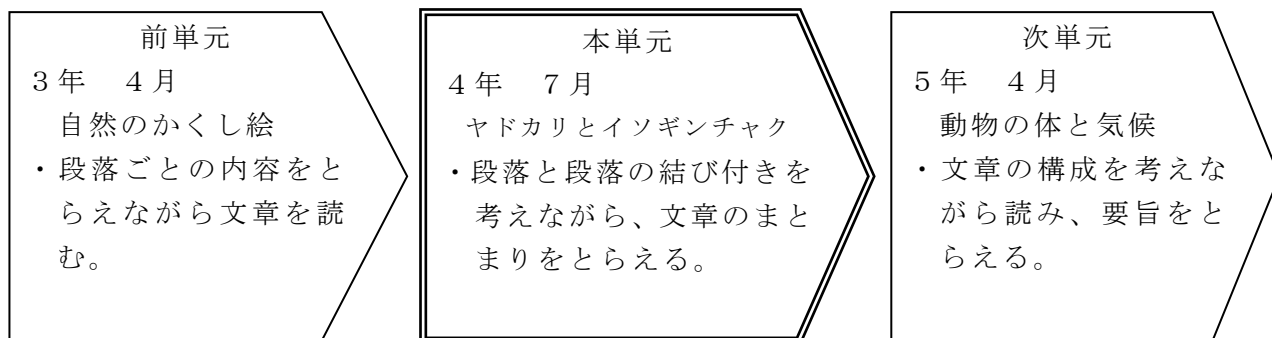 前単元
3年　4月
自然のかくし絵
・段落ごとの内容をと
らえながら文章を読
む。
本単元
4年　7月
ヤドカリとイソギンチャク
・段落と段落の結び付きを
考えながら、文章のまと
まりをとらえる。
次単元
5年　4月
動物の体と気候
・文章の構成を考えな
がら読み、要旨をと
らえる。